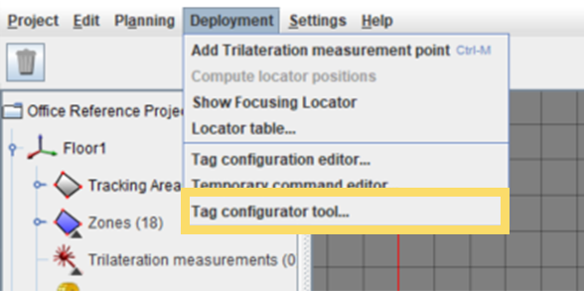 Project Edit Planning Deployment Settings Help
Add Trilateration measurement point Ctrl-M
Compute locator positions
Show Focusing Locator
Locator table...
Tag configuration editor...
Temporary command editor
Tag configurator tool...
Office Reference Proje
Floor1
Tracking Area
Zones (18)
Trilateration measurements (0